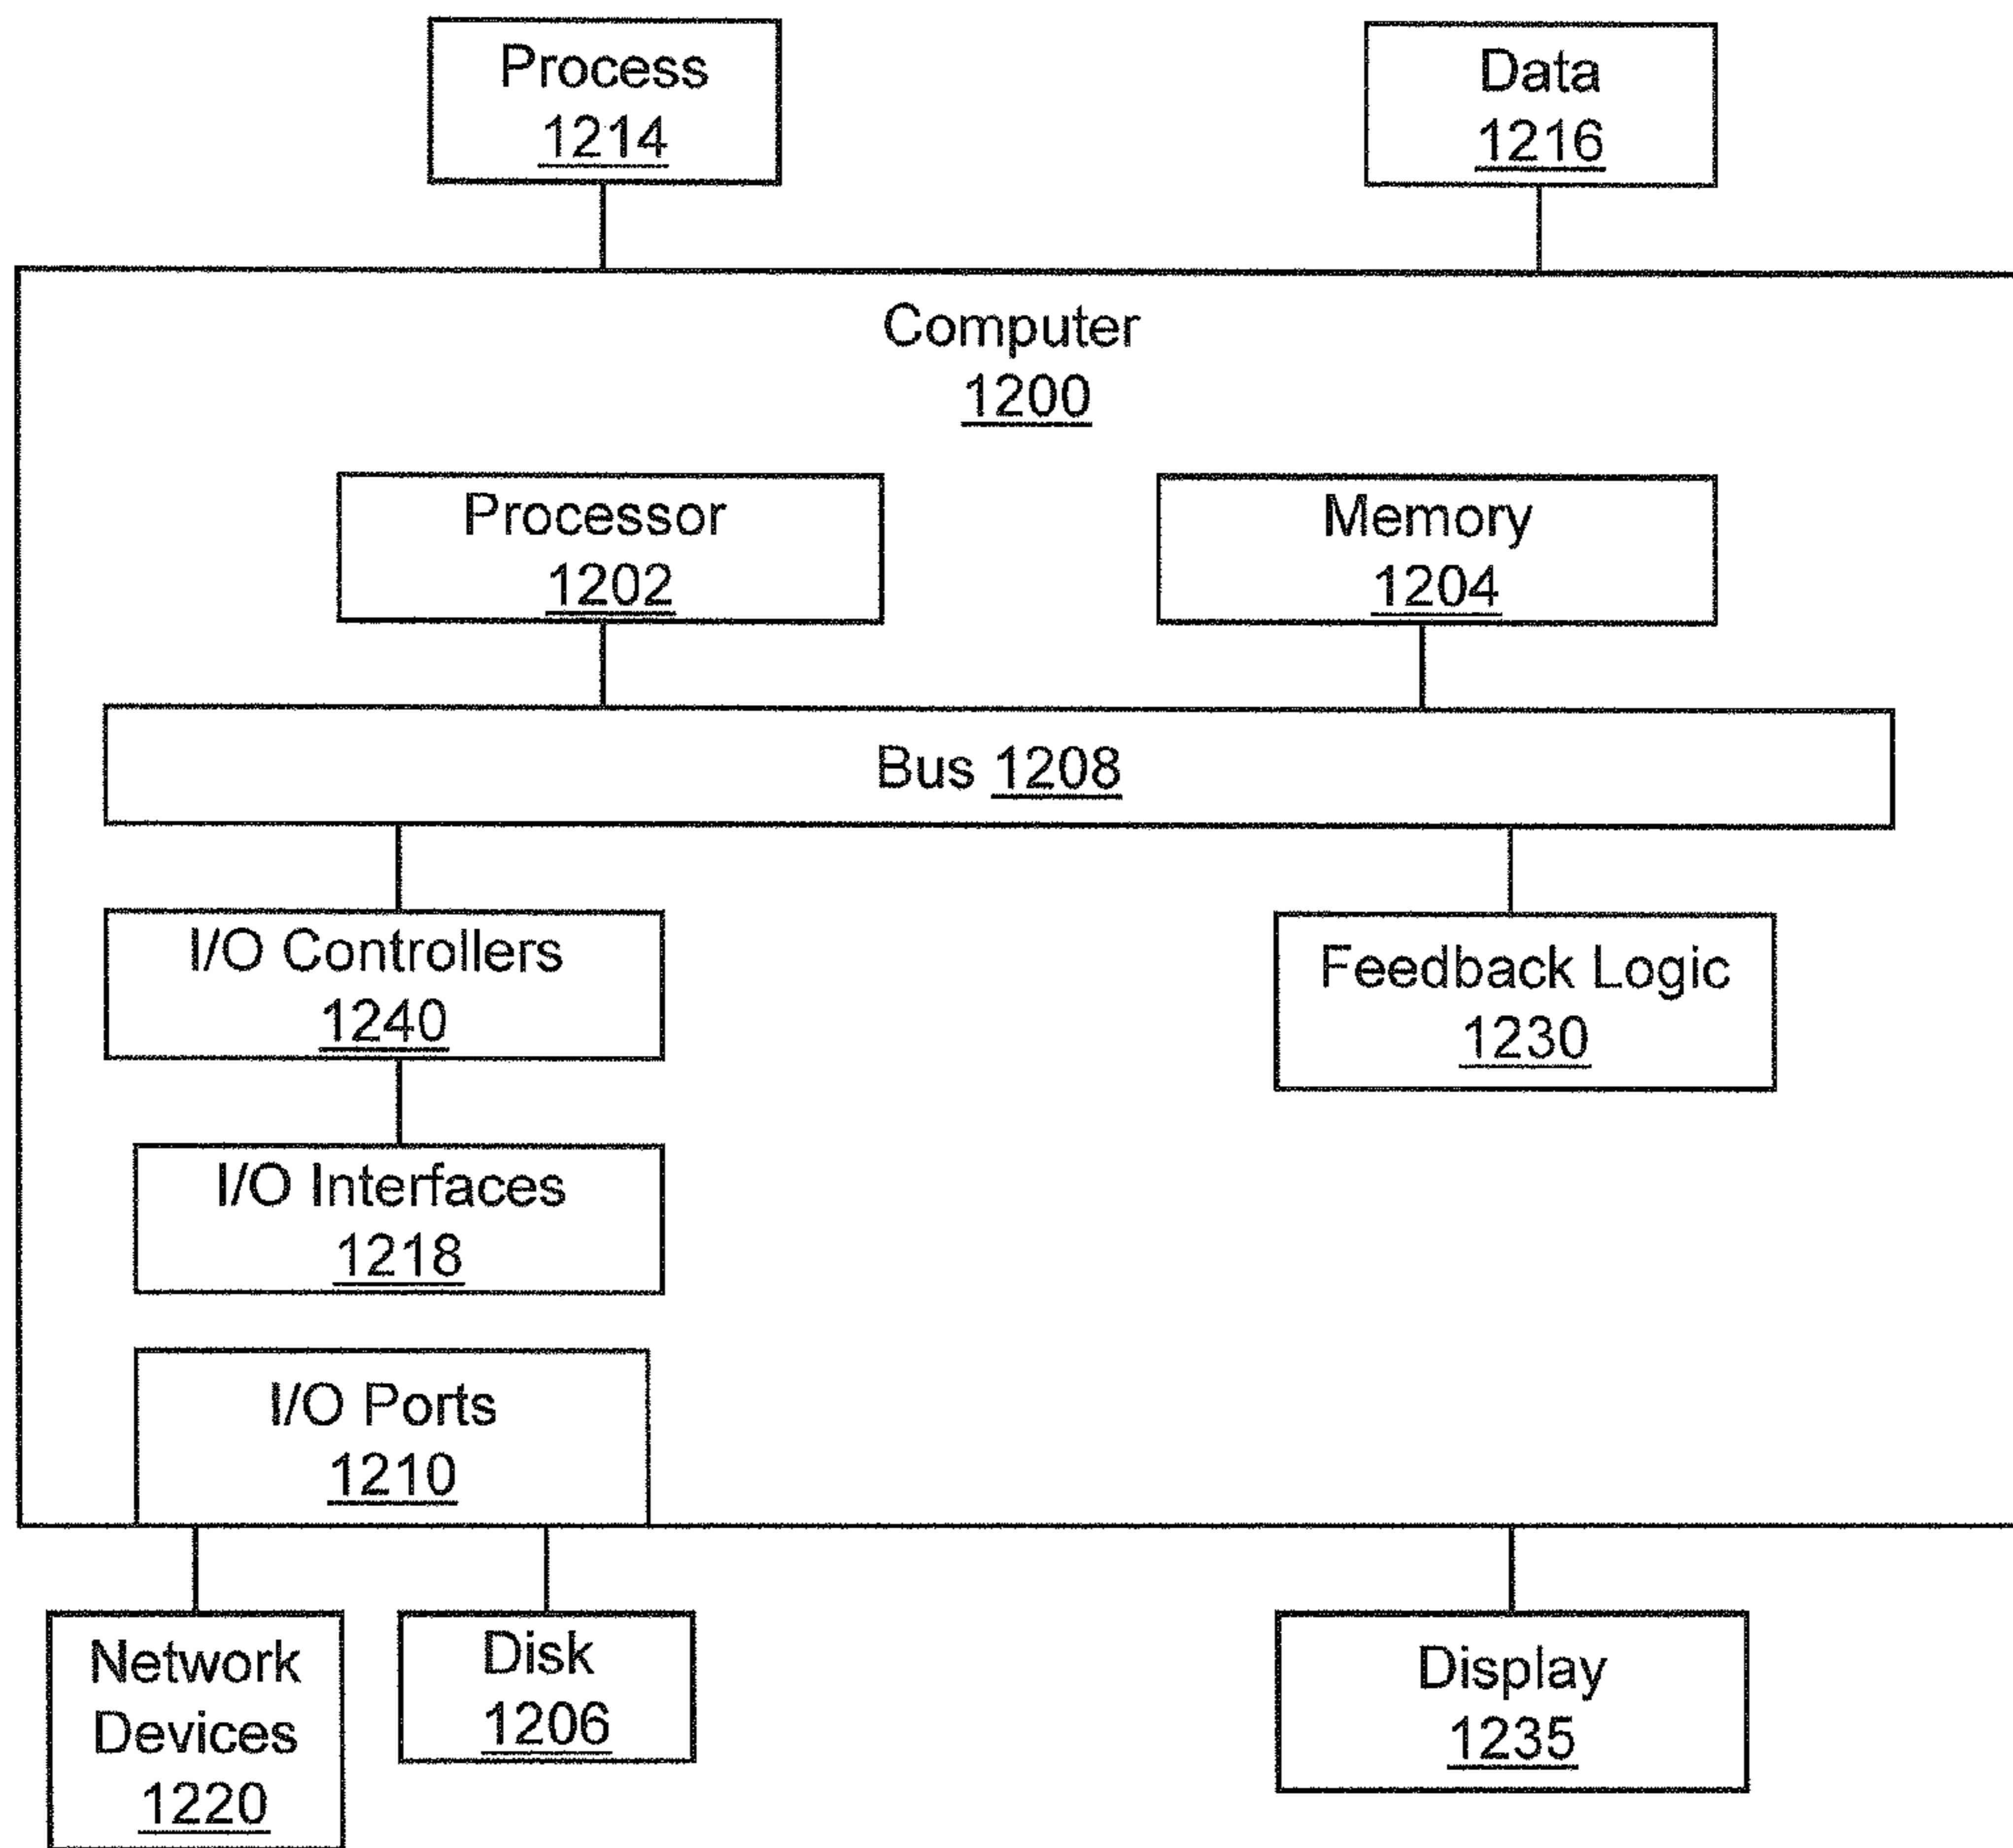 Process
1214
Data
1216
Computer
1200
Processor
1202
Memory
1204
Bus 1208
I/O Controllers
1240
Feedback Logic
1230
I/O Interfaces
1218
I/O Ports
1210
Network
Devices
1220
Disk
1206
Display
1235